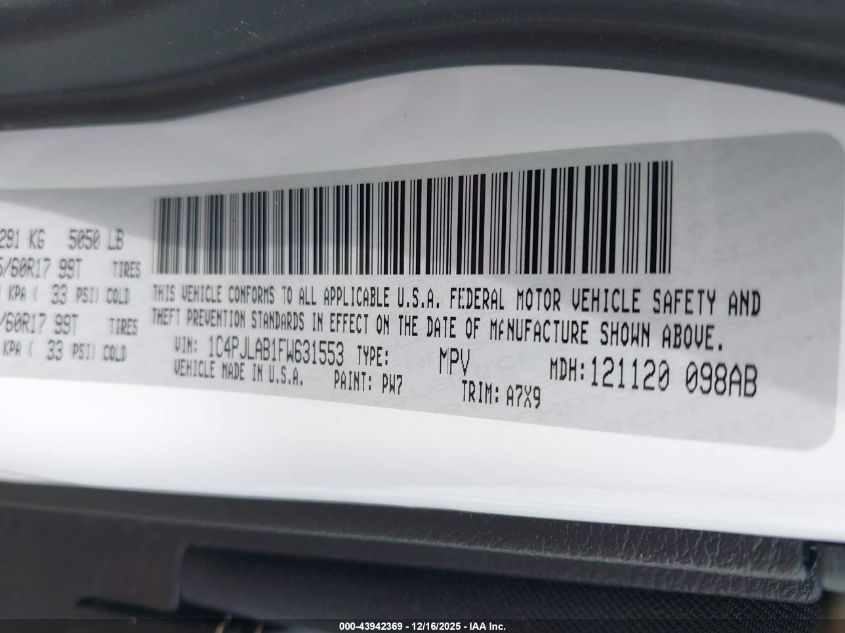 291 KG 5050 LB
/60R17 99T TIRES
KPA ( 33 PSI) COLD
/60R17 99T TIRES
KPA ( 33 PSI) COLD
THIS VEHICLE CONFORMS TO ALL APPLICABLE U.S.A. FEDERAL MOTOR VEHICLE SAFETY AND
THEFT PREVENTION STANDARDS IN EFFECT ON THE DATE OF MANUFACTURE SHOWN ABOVE.
VIN: 1C4PJLAB1FW631553 TYPE: MPV MDH: 121120 098AB
VEHICLE MADE IN U.S.A. PAINT: PW7 TRIM: A7X9
000-43942369 - 12/16/2025 - IAA Inc.